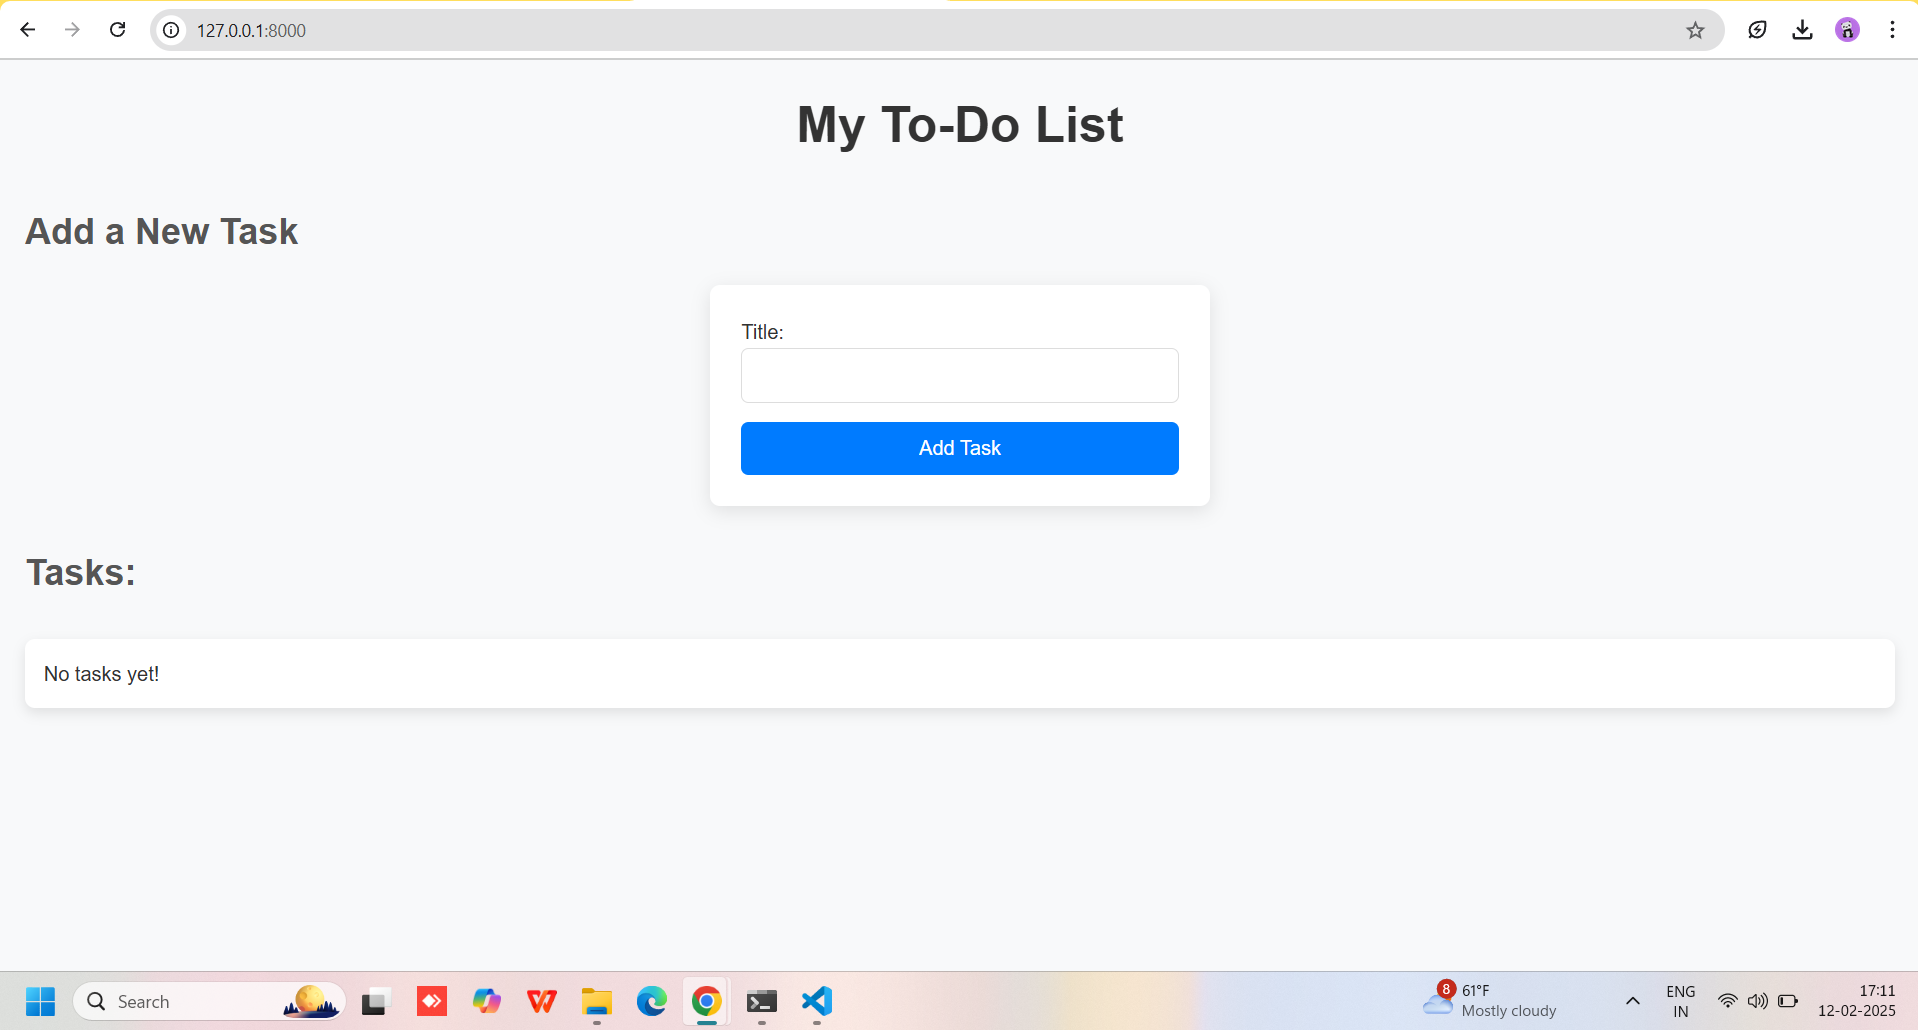 127.0.0.1:8000
My To-Do List
Add a New Task
Title:
Add Task
Tasks:
No tasks yet!
Search
8
61°F
Mostly cloudy
ENG
IN
17:11
12-02-2025